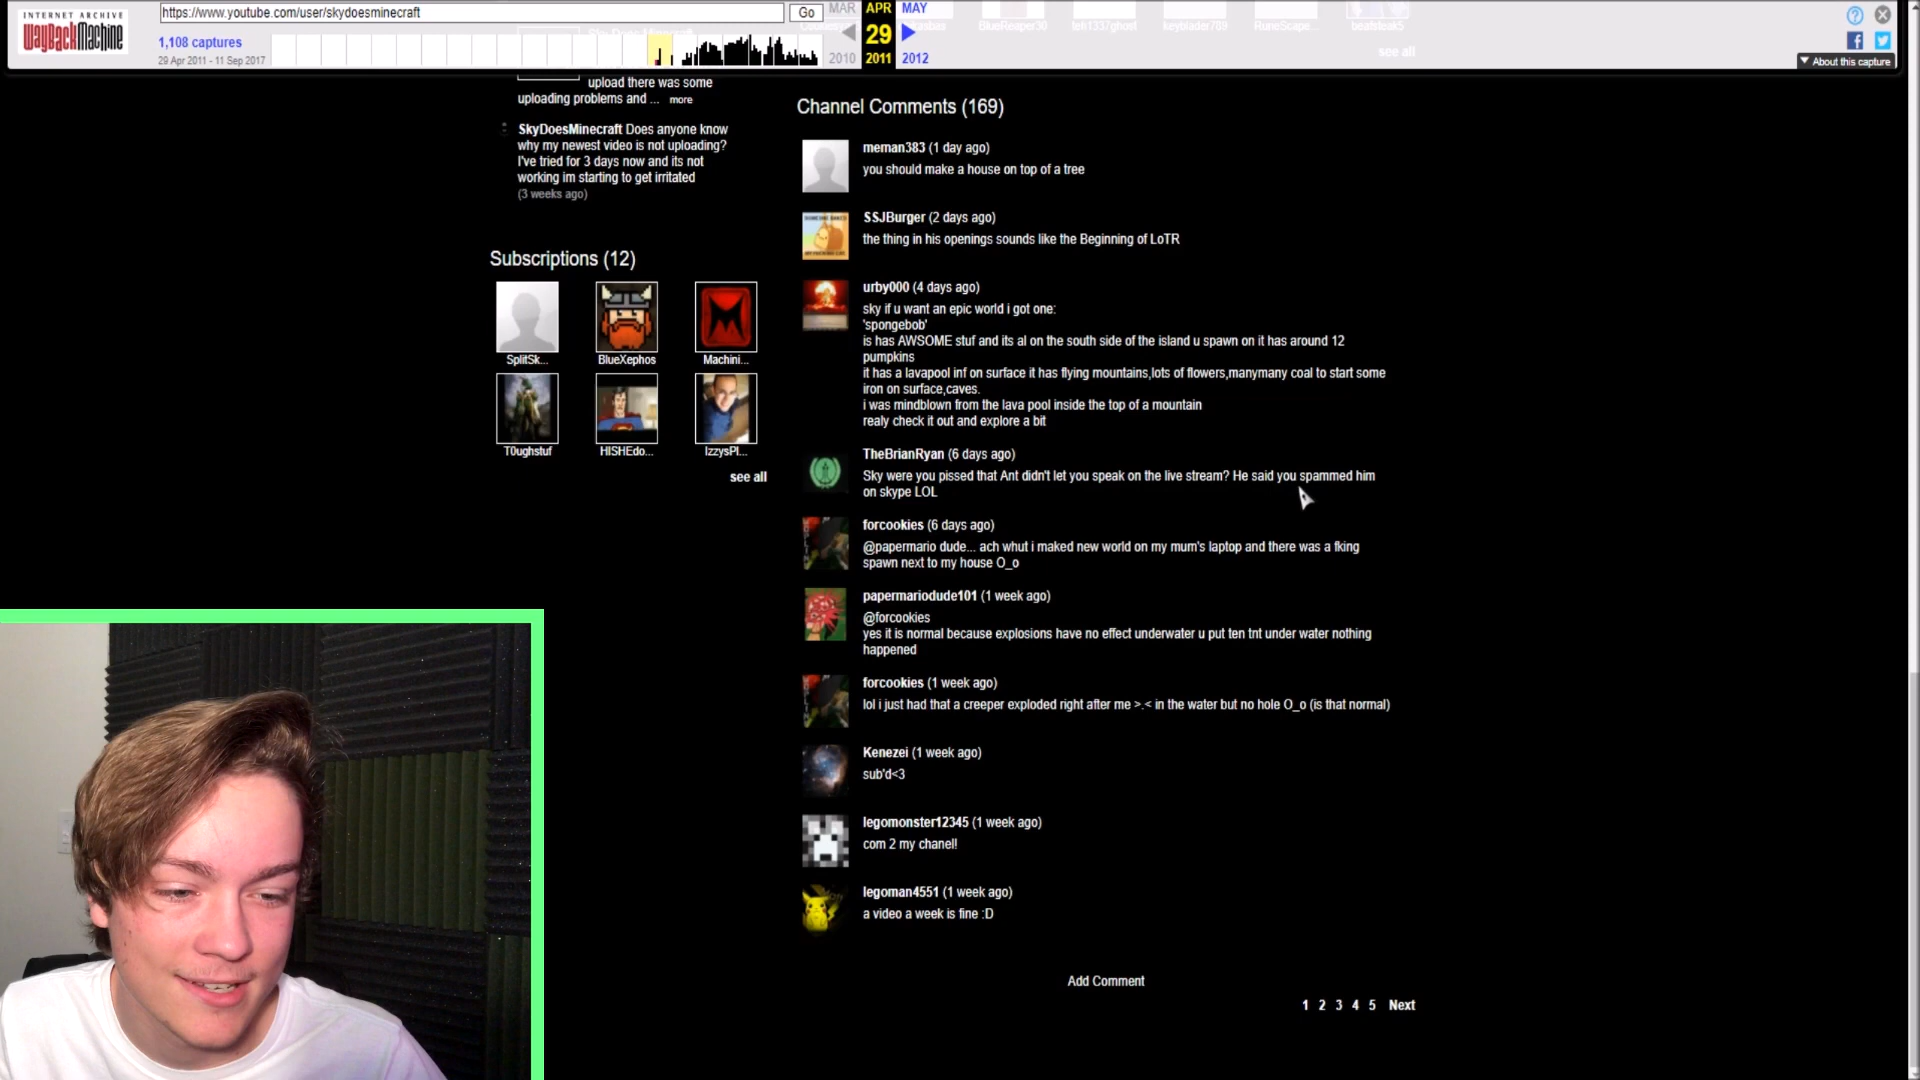 INTERNET ARCHIVE
WayBackMachine
https://www.youtube.com/user/skydoesminecraft
Go
1,108 captures
29 Apr 2011 - 11 Sep 2017
MAR
APR
MAY
29
2010
2011
2012
BlueReaper30
feti1337ghost
keyblader789
RuneScape...
beafsteak5
see all
About this capture
upload there was some
uploading problems and ... more
SkyDoesMinecraft Does anyone know
why my newest video is not uploading?
I've tried for 3 days now and its not
working im starting to get irritated
(3 weeks ago)
Subscriptions (12)
SplitSk...
BlueXephos
Machini...
T0ughstuf
HISHEdo...
IzzysPl...
see all
Channel Comments (169)
meman383 (1 day ago)
you should make a house on top of a tree
SSJBurger (2 days ago)
the thing in his openings sounds like the Beginning of LoTR
urby000 (4 days ago)
sky if u want an epic world i got one:
'spongebob'
is has AWSOME stuf and its al on the south side of the island u spawn on it has around 12
pumpkins
it has a lavapool inf on surface it has flying mountains,lots of flowers,manymany coal to start some
iron on surface,caves.
i was mindblown from the lava pool inside the top of a mountain
realy check it out and explore a bit
TheBrianRyan (6 days ago)
Sky were you pissed that Ant didn't let you speak on the live stream? He said you spammed him
on skype LOL
forcookies (6 days ago)
@papermario dude... ach whut i maked new world on my mum's laptop and there was a fking
spawn next to my house O_o
papermariodude101 (1 week ago)
@forcookies
yes it is normal because explosions have no effect underwater u put ten tnt under water nothing
happened
forcookies (1 week ago)
lol i just had that a creeper exploded right after me >.< in the water but no hole O_o (is that normal)
Kenezei (1 week ago)
sub'd<3
legomonster12345 (1 week ago)
com 2 my chanel!
legoman4551 (1 week ago)
a video a week is fine :D
Add Comment
1 2 3 4 5 Next